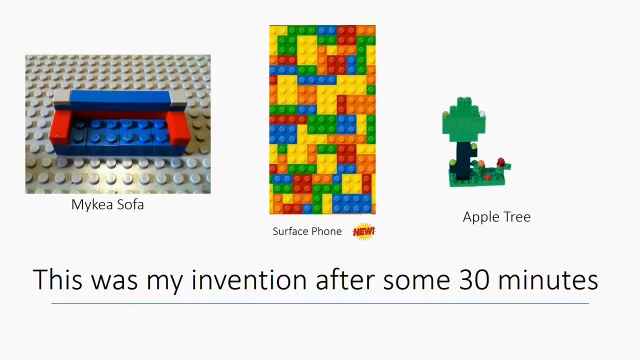 Mykea Sofa
Surface Phone
NEW!
Apple Tree
This was my invention after some 30 minutes